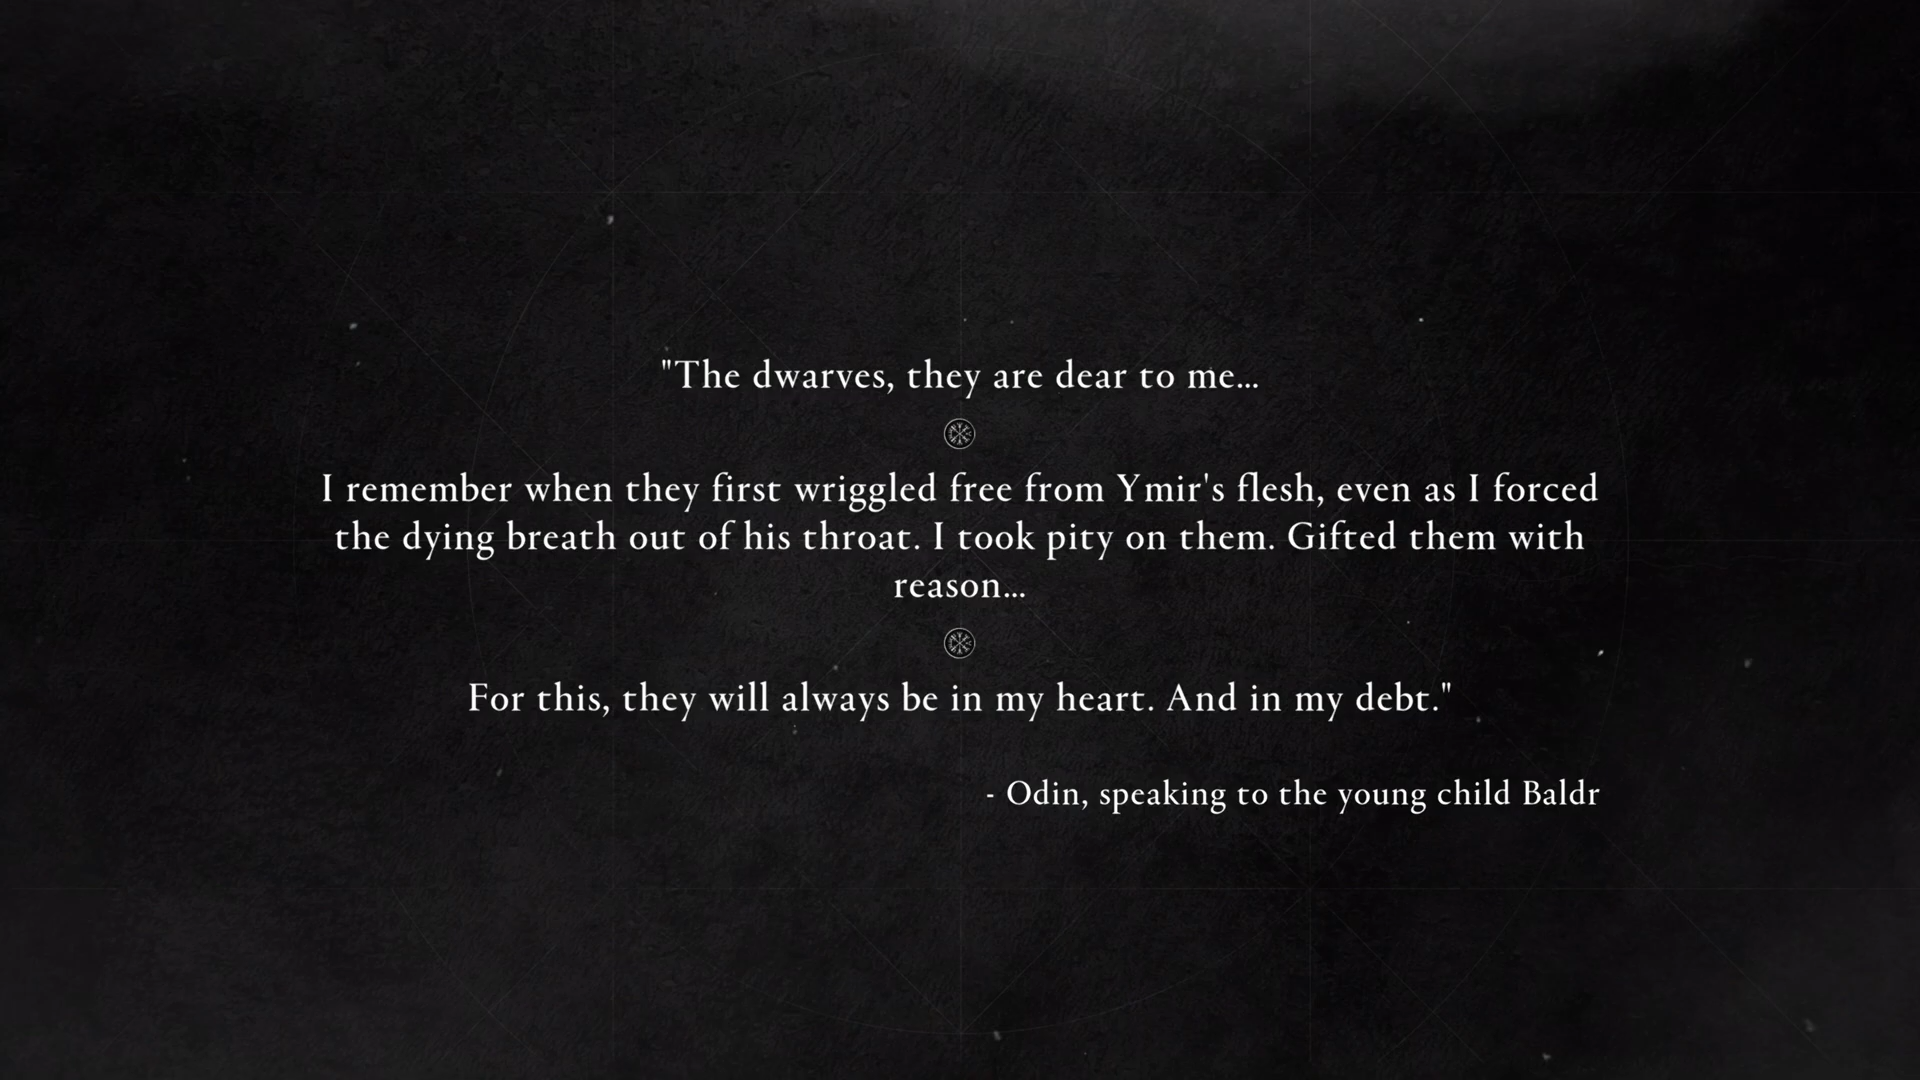 "The dwarves, they are dear to me...
I remember when they first wriggled free from Ymir's flesh, even as I forced
the dying breath out of his throat. I took pity on them. Gifted them with
reason...
For this, they will always be in my heart. And in my debt."
- Odin, speaking to the young child Baldr